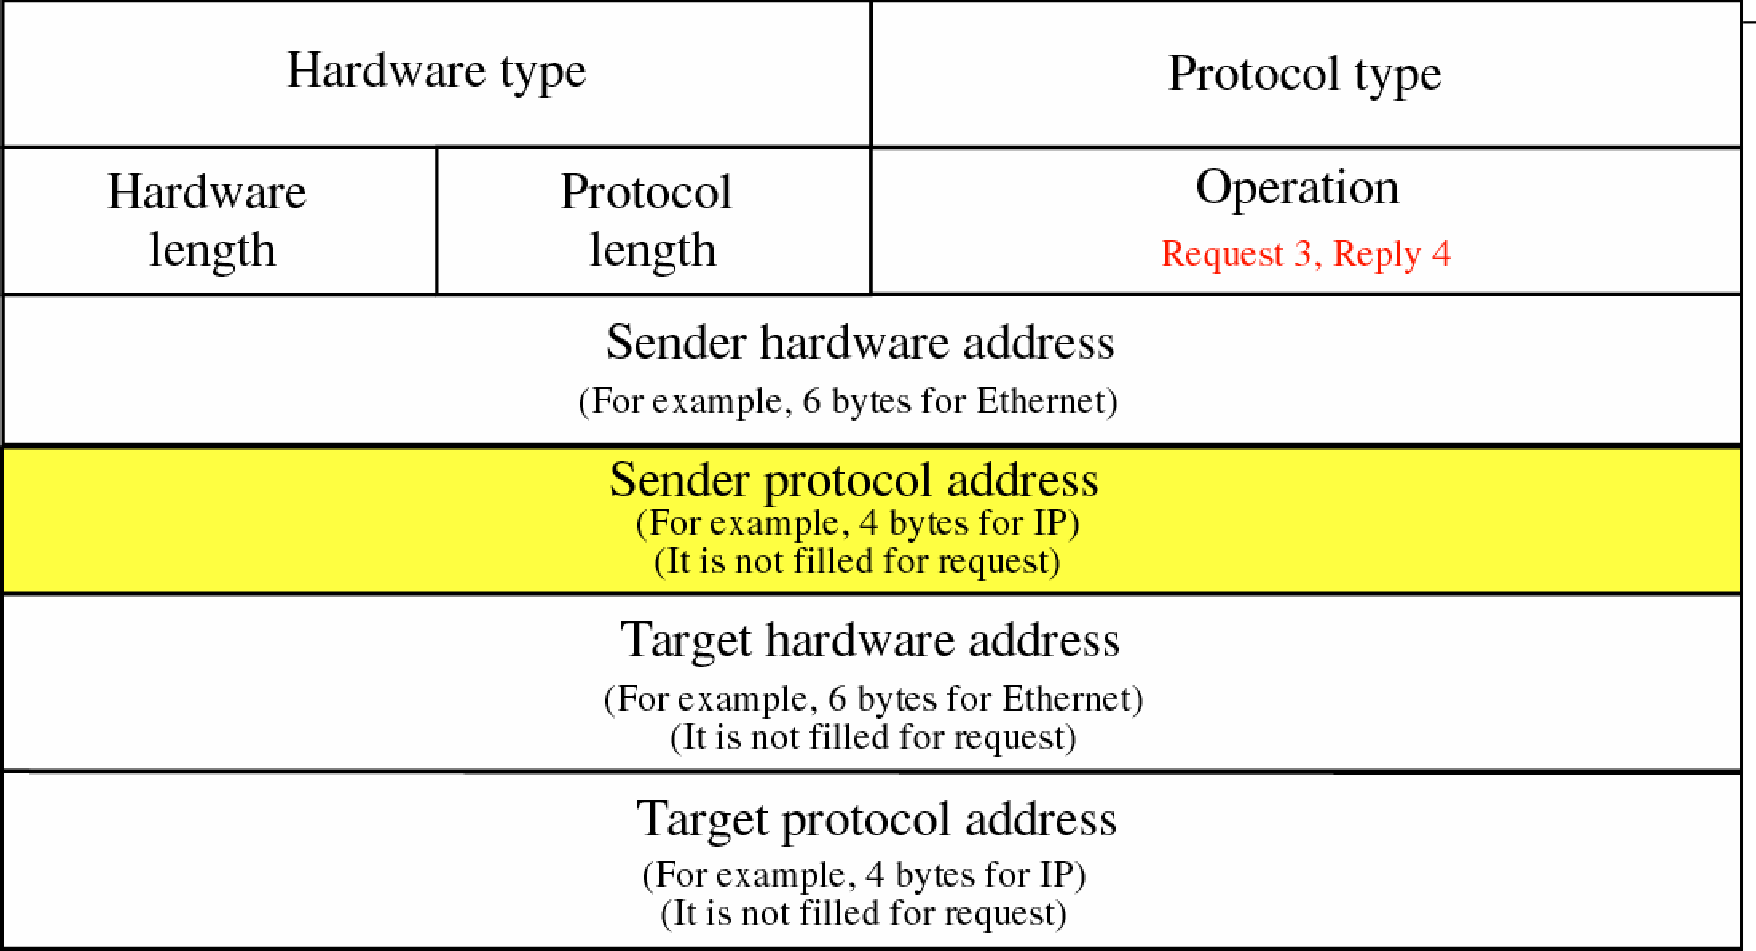 Hardware type
Protocol type
Hardware
length
Protocol
length
Operation
Request 3, Reply 4
Sender hardware address
(For example, 6 bytes for Ethernet)
Sender protocol address
(For example, 4 bytes for IP)
(It is not filled for request)
Target hardware address
(For example, 6 bytes for Ethernet)
(It is not filled for request)
Target protocol address
(For example, 4 bytes for IP)
(It is not filled for request)